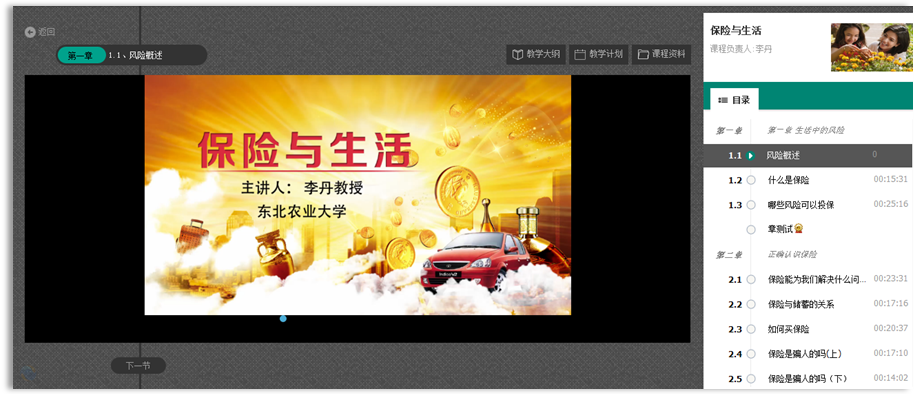 返回
第一章 1.1、风险概述
教学大纲 教学计划 课程资料
保险与生活
主讲人：李丹教授
东北农业大学
下一节
保险与生活
课程负责人:李丹
目录
第一章 第一章 生活中的风险
1.1 风险概述 0
1.2 什么是保险 00:15:31
1.3 哪些风险可以投保 00:25:16
章测试
第二章 正确认识保险
2.1 保险能为我们解决什么问... 00:23:31
2.2 保险与储蓄的关系 00:17:16
2.3 如何买保险 00:20:37
2.4 保险是骗人的吗(上) 00:17:10
2.5 保险是骗人的吗（下） 00:14:02